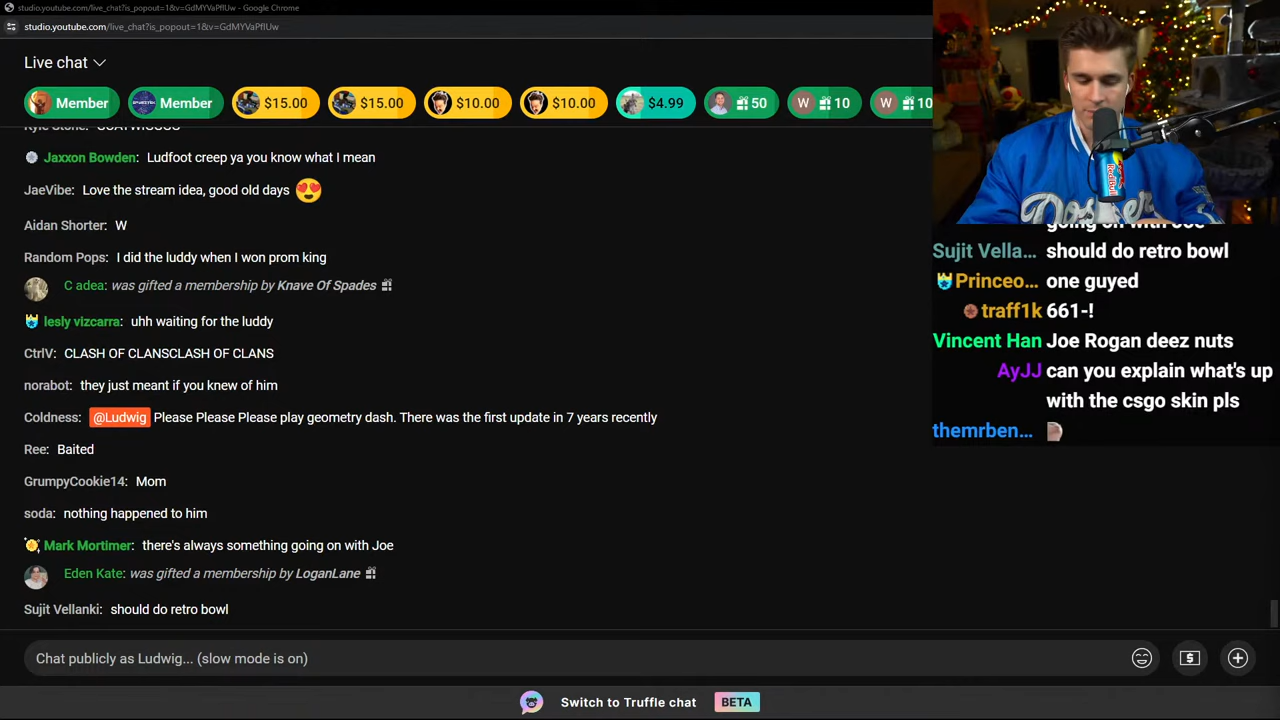 studio.youtube.com/live_chat?is_popout=1&v=GdMYVaPfIUw - Google Chrome
studio.youtube.com/live_chat?is_popout=1&v=GdMYVaPfIUw
Live chat
Member
Member
$15.00
$15.00
$10.00
$10.00
$4.99
50
W 10
W 10
Jaxxon Bowden: Ludfoot creep ya you know what I mean
JaeVibe: Love the stream idea, good old days 😍
Aidan Shorter: W
Random Pops: I did the luddy when I won prom king
C adea: was gifted a membership by Knave Of Spades
lesly vizcarra: uhh waiting for the luddy
CtrlV: CLASH OF CLANSCLASH OF CLANS
norabot: they just meant if you knew of him
Coldness: @Ludwig Please Please Please play geometry dash. There was the first update in 7 years recently
Ree: Baited
GrumpyCookie14: Mom
soda: nothing happened to him
Mark Mortimer: there's always something going on with Joe
Eden Kate: was gifted a membership by LoganLane
Sujit Vellanki: should do retro bowl
Chat publicly as Ludwig... (slow mode is on)
Switch to Truffle chat BETA
Red Bull
going on with Joe
Sujit Vella... should do retro bowl
Princeo... one guyed
traff1k 661-!
Vincent Han Joe Rogan deez nuts
AyJJ can you explain what's up
with the csgo skin pls
themrben...